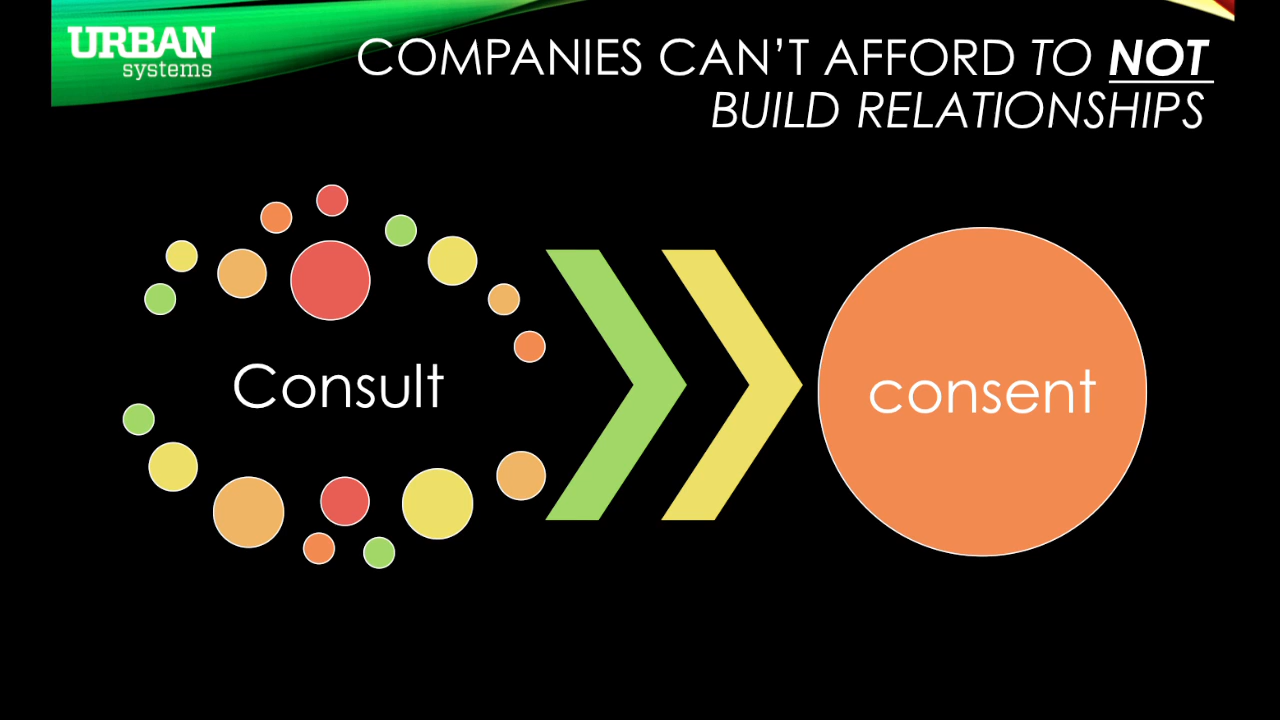 URBAN
systems
COMPANIES CAN'T AFFORD TO NOT
BUILD RELATIONSHIPS
Consult
consent